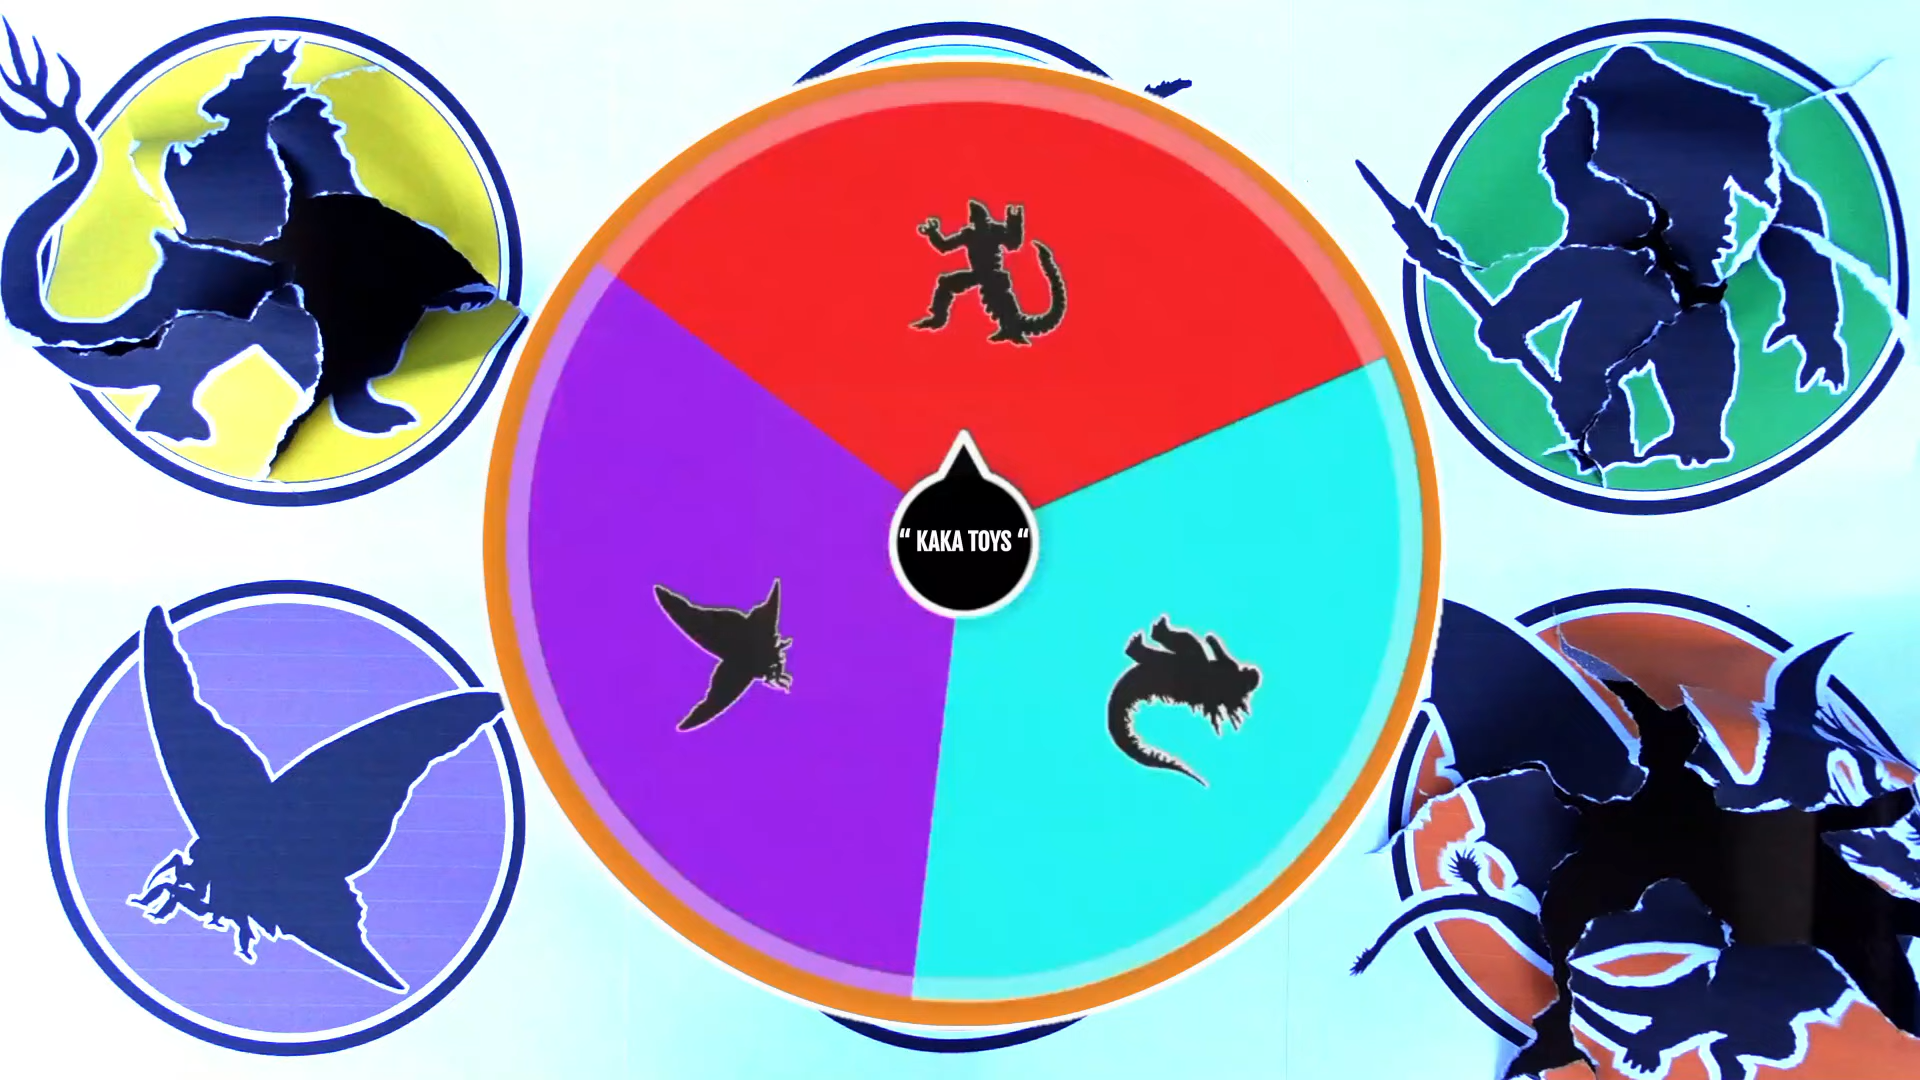 “ KAKA TOYS “